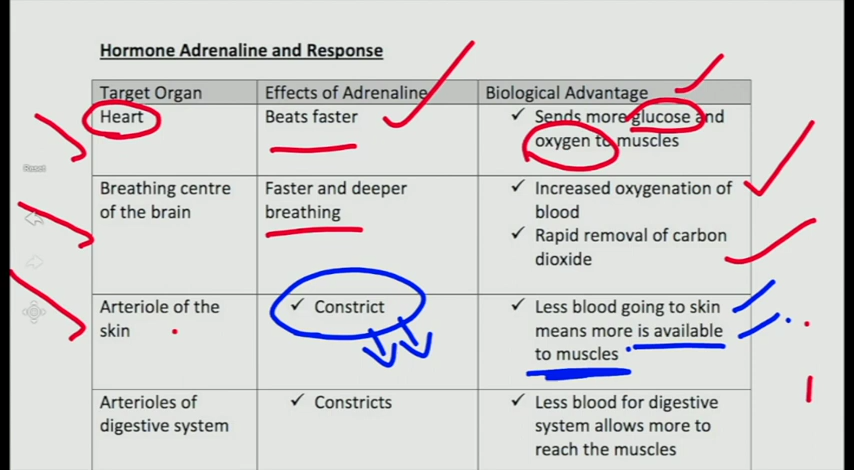 Hormone Adrenaline and Response
Target Organ
Effects of Adrenaline
Biological Advantage
Heart
Beats faster
Sends more glucose and
oxygen to muscles
Breathing centre
of the brain
Faster and deeper
breathing
Increased oxygenation of
blood
Rapid removal of carbon
dioxide
Arteriole of the
skin
Constrict
Less blood going to skin
means more is available
to muscles
Arterioles of
digestive system
Constricts
Less blood for digestive
system allows more to
reach the muscles
Reset